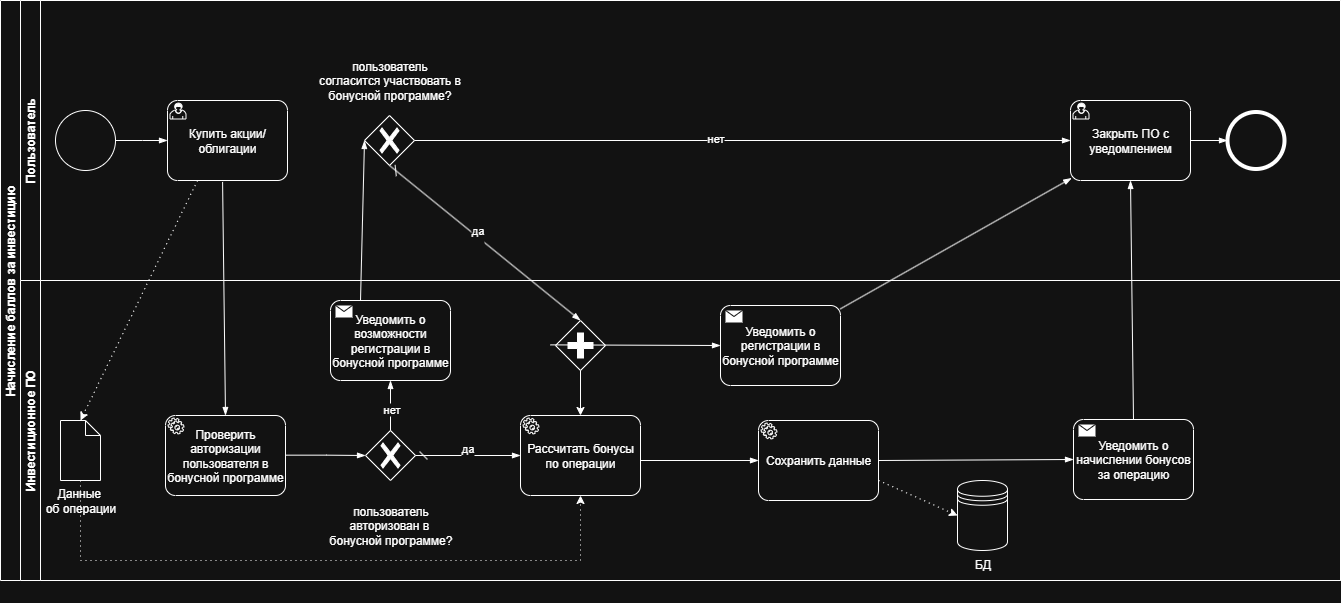 Начисление баллов за инвестицию
Пользователь
Инвестиционное ПО
Купить акции/
облигации
пользователь
согласится участвовать в
бонусной программе?
нет
да
Закрыть ПО с
уведомлением
Уведомить о
возможности
регистрации в
бонусной программе
Уведомить о
регистрации в
бонусной программе
нет
Данные
об операции
Проверить
авторизации
пользователя в
бонусной программе
да
пользователь
авторизован в
бонусной программе?
Рассчитать бонусы
по операции
Сохранить данные
Уведомить о
начислении бонусов
за операцию
БД